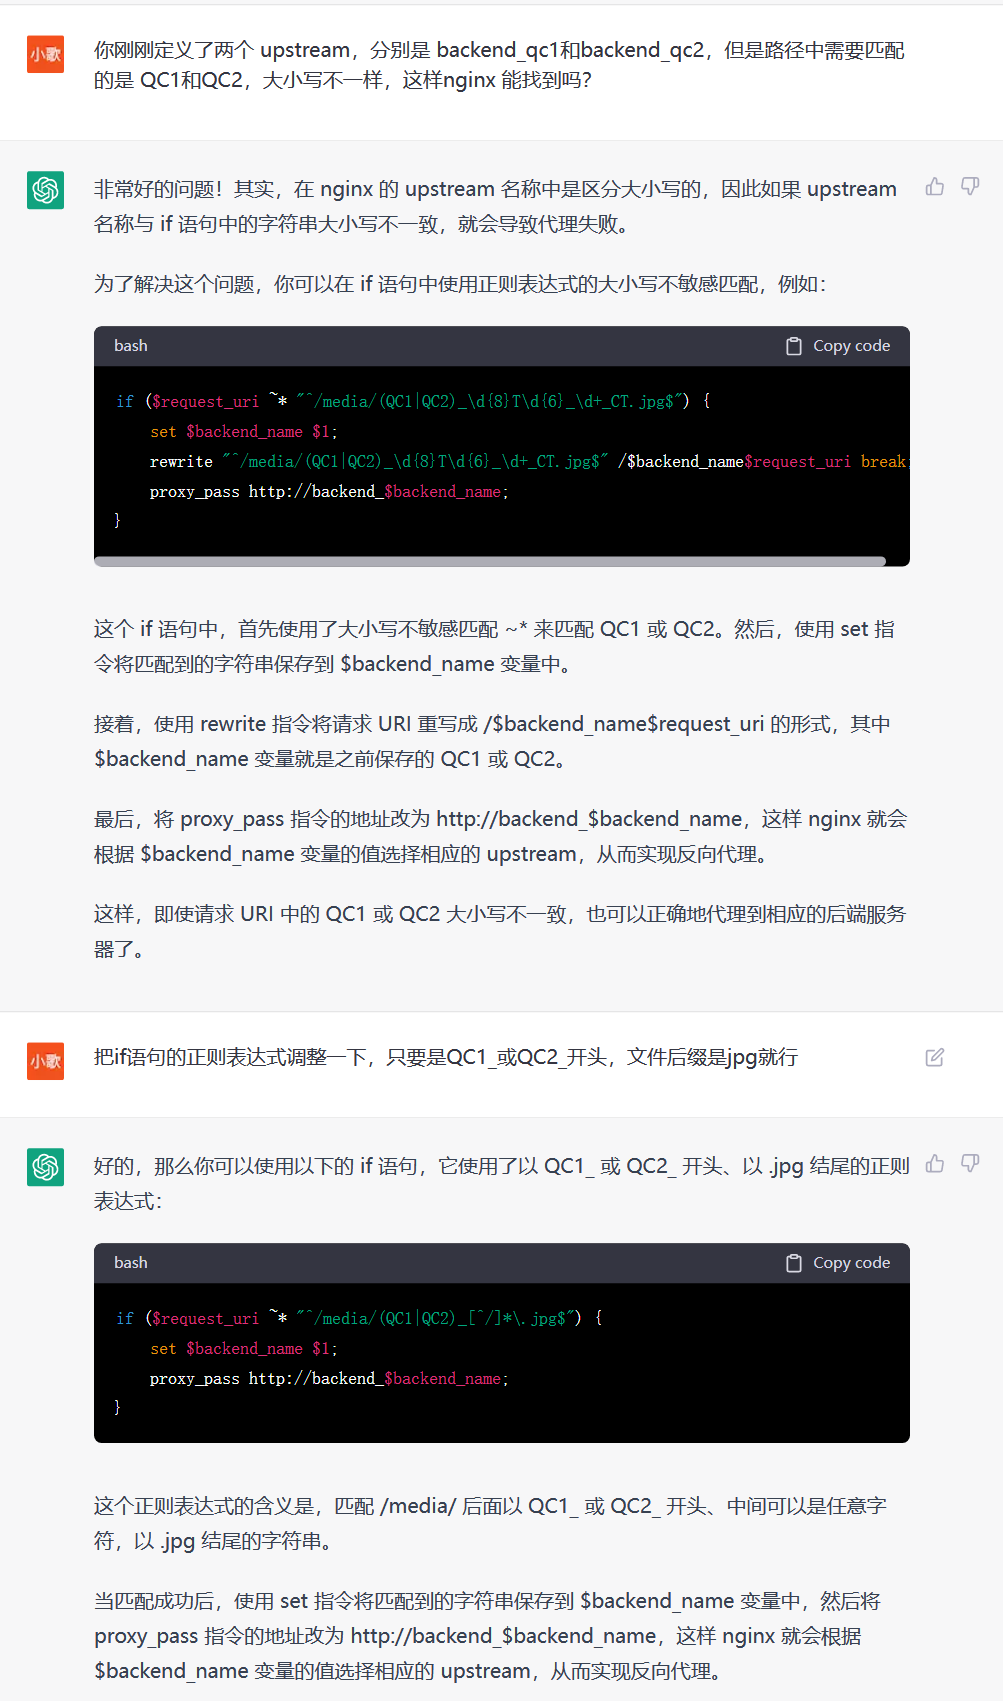 小歌
你刚刚定义了两个 upstream，分别是 backend_qc1和backend_qc2，但是路径中需要匹配
的是 QC1和QC2，大小写不一样，这样nginx 能找到吗？
非常好的问题！其实，在 nginx 的 upstream 名称中是区分大小写的，因此如果 upstream
名称与 if 语句中的字符串大小写不一致，就会导致代理失败。
为了解决这个问题，你可以在 if 语句中使用正则表达式的大小写不敏感匹配，例如：
bash Copy code
if ($request_uri ~* "^/media/(QC1|QC2)_\d{8}T\d{6}_\d+_CT.jpg$") {
set $backend_name $1;
rewrite "^/media/(QC1|QC2)_\d{8}T\d{6}_\d+_CT.jpg$" /$backend_name$request_uri break;
proxy_pass http://backend_$backend_name;
}
这个 if 语句中，首先使用了大小写不敏感匹配 ~* 来匹配 QC1 或 QC2。然后，使用 set 指
令将匹配到的字符串保存到 $backend_name 变量中。
接着，使用 rewrite 指令将请求 URI 重写成 /$backend_name$request_uri 的形式，其中
$backend_name 变量就是之前保存的 QC1 或 QC2。
最后，将 proxy_pass 指令的地址改为 http://backend_$backend_name，这样 nginx 就会
根据 $backend_name 变量的值选择相应的 upstream，从而实现反向代理。
这样，即使请求 URI 中的 QC1 或 QC2 大小写不一致，也可以正确地代理到相应的后端服务
器了。
小歌
把if语句的正则表达式调整一下，只要是QC1_或QC2_开头，文件后缀是jpg就行
好的，那么你可以使用以下的 if 语句，它使用了以 QC1_ 或 QC2_ 开头、以 .jpg 结尾的正则
表达式：
bash Copy code
if ($request_uri ~* "^/media/(QC1|QC2)_[^/]*\.jpg$") {
set $backend_name $1;
proxy_pass http://backend_$backend_name;
}
这个正则表达式的含义是，匹配 /media/ 后面以 QC1_ 或 QC2_ 开头、中间可以是任意字
符，以 .jpg 结尾的字符串。
当匹配成功后，使用 set 指令将匹配到的字符串保存到 $backend_name 变量中，然后将
proxy_pass 指令的地址改为 http://backend_$backend_name，这样 nginx 就会根据
$backend_name 变量的值选择相应的 upstream，从而实现反向代理。